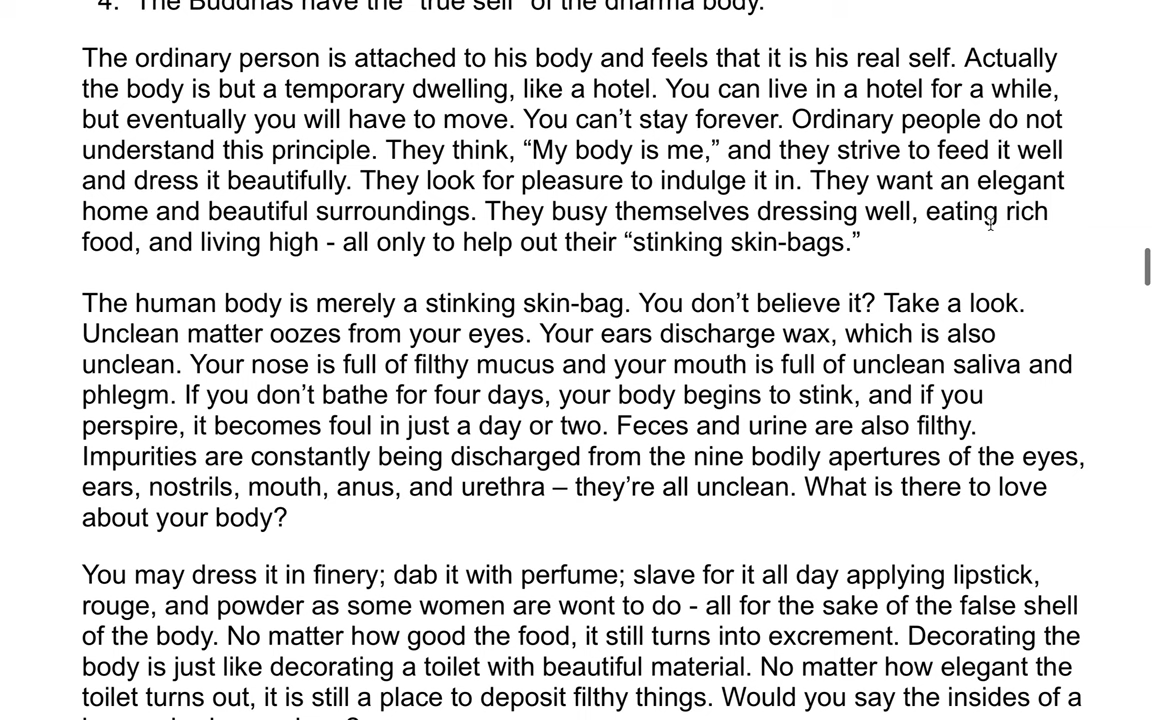 4. The Buddhas have the "true self" of the dharma body.
The ordinary person is attached to his body and feels that it is his real self. Actually
the body is but a temporary dwelling, like a hotel. You can live in a hotel for a while,
but eventually you will have to move. You can’t stay forever. Ordinary people do not
understand this principle. They think, “My body is me,” and they strive to feed it well
and dress it beautifully. They look for pleasure to indulge it in. They want an elegant
home and beautiful surroundings. They busy themselves dressing well, eating rich
food, and living high - all only to help out their “stinking skin-bags.”
The human body is merely a stinking skin-bag. You don’t believe it? Take a look.
Unclean matter oozes from your eyes. Your ears discharge wax, which is also
unclean. Your nose is full of filthy mucus and your mouth is full of unclean saliva and
phlegm. If you don’t bathe for four days, your body begins to stink, and if you
perspire, it becomes foul in just a day or two. Feces and urine are also filthy.
Impurities are constantly being discharged from the nine bodily apertures of the eyes,
ears, nostrils, mouth, anus, and urethra – they’re all unclean. What is there to love
about your body?
You may dress it in finery; dab it with perfume; slave for it all day applying lipstick,
rouge, and powder as some women are wont to do - all for the sake of the false shell
of the body. No matter how good the food, it still turns into excrement. Decorating the
body is just like decorating a toilet with beautiful material. No matter how elegant the
toilet turns out, it is still a place to deposit filthy things. Would you say the insides of a